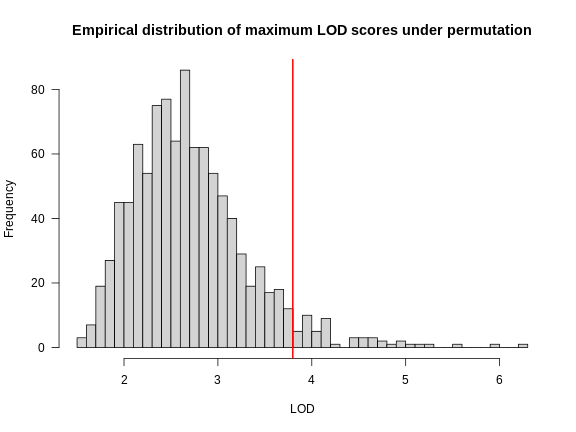 Empirical distribution of maximum LOD scores under permutation
80
60
40
20
0
Frequency
2 3 4 5 6
LOD